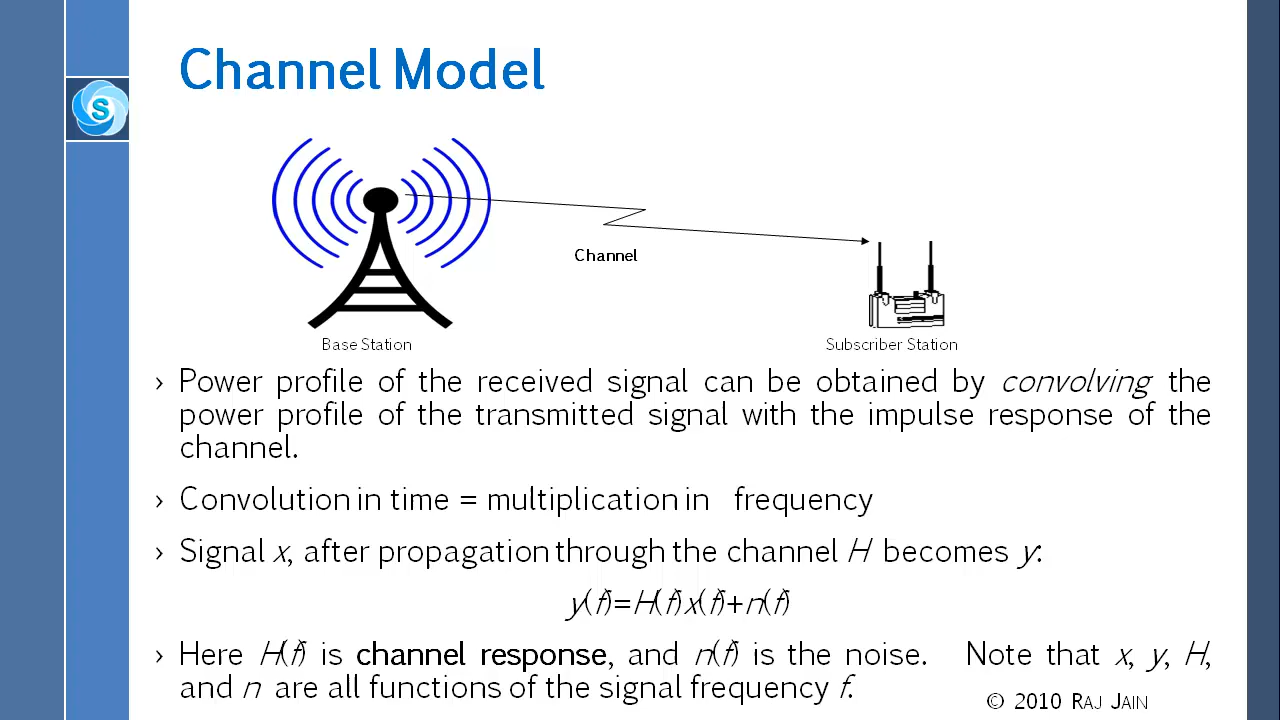 Channel Model
S
Channel
Base Station
Subscriber Station
› Power profile of the received signal can be obtained by convolving the
power profile of the transmitted signal with the impulse response of the
channel.
› Convolution in time = multiplication in frequency
› Signal x, after propagation through the channel H becomes y:
y(f)=H(f)x(f)+n(f)
› Here H(f) is channel response, and n(f) is the noise. Note that x, y, H,
and n are all functions of the signal frequency f.
© 2010 RAJ JAIN